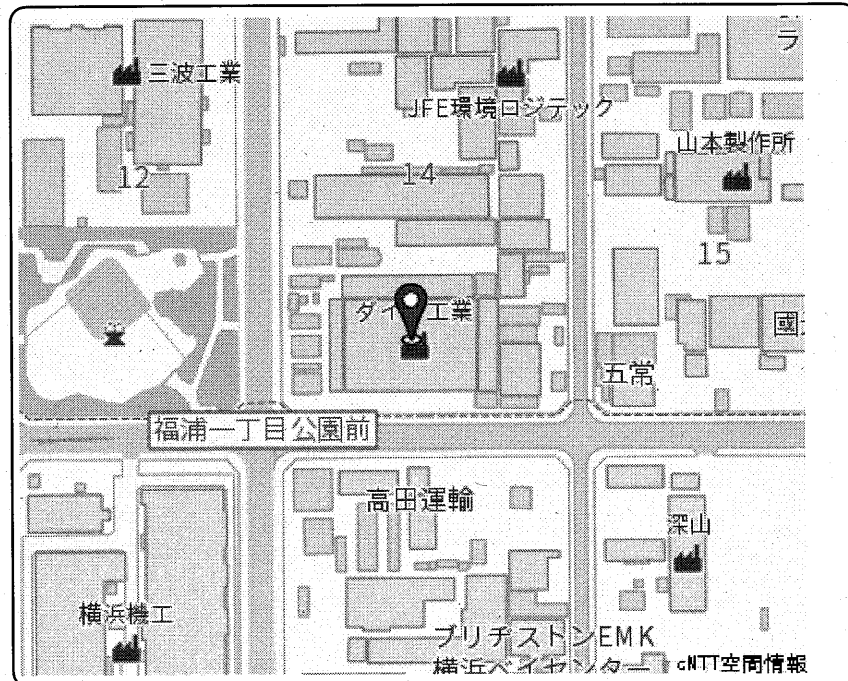 ラ
三波工業
JFE環境ロジテック
山本製作所
12
14
15
工業
國
五常
福浦一丁目公園前
高田運輸
深山
横浜機工
ブリヂストンEMK
横浜ベイセンター
cNTT空間情報